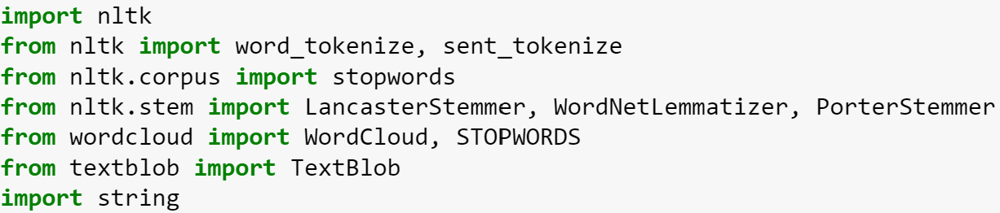 import nltk
from nltk import word_tokenize, sent_tokenize
from nltk.corpus import stopwords
from nltk.stem import LancasterStemmer, WordNetLemmatizer, PorterStemmer
from wordcloud import WordCloud, STOPWORDS
from textblob import TextBlob
import string